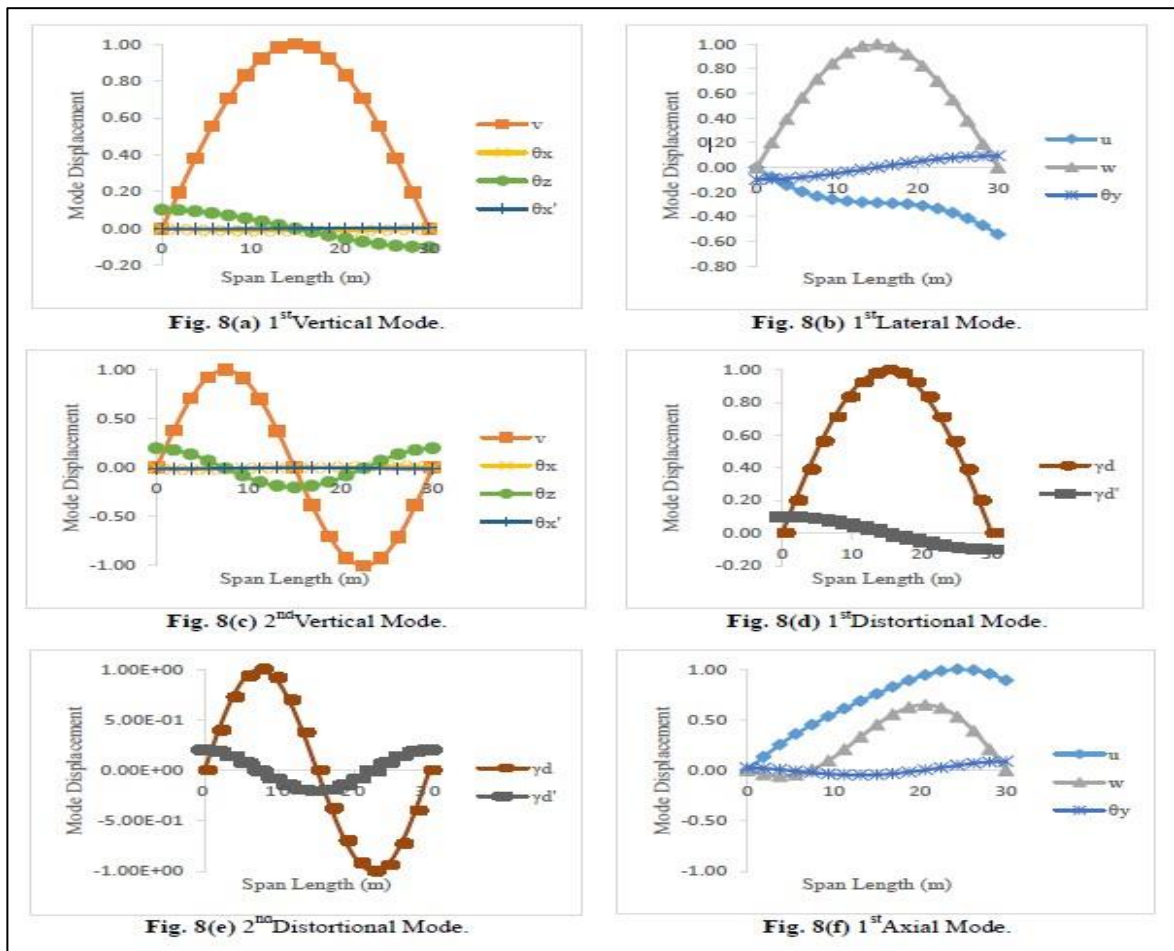 1.00
0.80
0.60
0.40
0.20
0.00
-0.20
Mode Displacement
0
10
20
30
Span Length (m)
v
θx
θz
θx'
Fig. 8(a) 1st Vertical Mode.
1.00
0.80
0.60
0.40
0.20
0.00
-0.20
-0.40
-0.60
-0.80
Mode Displacement
0
10
20
30
Span Length (m)
u
w
θy
Fig. 8(b) 1st Lateral Mode.
1.00
0.50
0.00
-0.50
-1.00
Mode Displacement
0
10
20
30
Span Length (m)
v
θx
θz
θx'
Fig. 8(c) 2nd Vertical Mode.
1.00
0.80
0.60
0.40
0.20
0.00
-0.20
Mode Displacement
0
10
20
30
Span Length (m)
γd
γd'
Fig. 8(d) 1st Distortional Mode.
1.00E+00
5.00E-01
0.00E+00
-5.00E-01
-1.00E+00
Mode Displacement
0
10
20
30
Span Length (m)
γd
γd'
Fig. 8(e) 2nd Distortional Mode.
1.00
0.50
0.00
-0.50
-1.00
Mode Displacement
0
10
20
30
Span Length (m)
u
w
θy
Fig. 8(f) 1st Axial Mode.